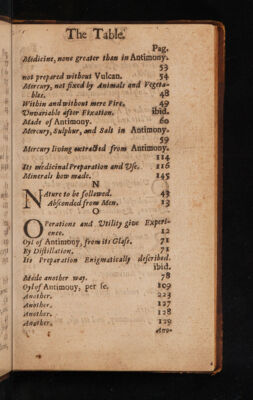 The Table.
Pag.
Medicine, none greater than in Antimony.
53
not prepared without Vulcan. 54
Mercury, not fixed by Animals and Vegeta-
bles. 48
Within and without mere Fire. 49
Unvariable after Fixation. ibid.
Made of Antimony. 60
Mercury, Sulphur, and Salt in Antimony.
59
Mercury living extracted from Antimony.
114
Its medicinal Preparation and Use. 116
Minerals how made. 145
N
NAture to be followed. 43
Absconded from Men. 13
O
OPerations and Utility give Experi-
ence. 12
Oyl of Antimony, from its Glass. 71
By Distillation. 71
Its Preparation Enigmatically described.
ibid.
Made another way. 78
Oyl of Antimony, per se. 109
Another. 223
Another. 127
Another. 128
Another. 129
Ano-